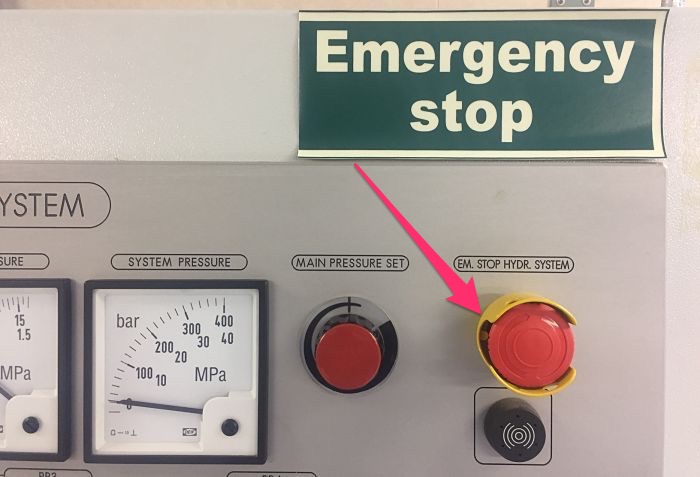 Emergency
stop
YSTEM
SURE
SYSTEM PRESSURE
MAIN PRESSURE SET
EM. STOP HYDR. SYSTEM
15
1.5
MPa
bar
400
300
40
30
200
20
100
10
MPa
0